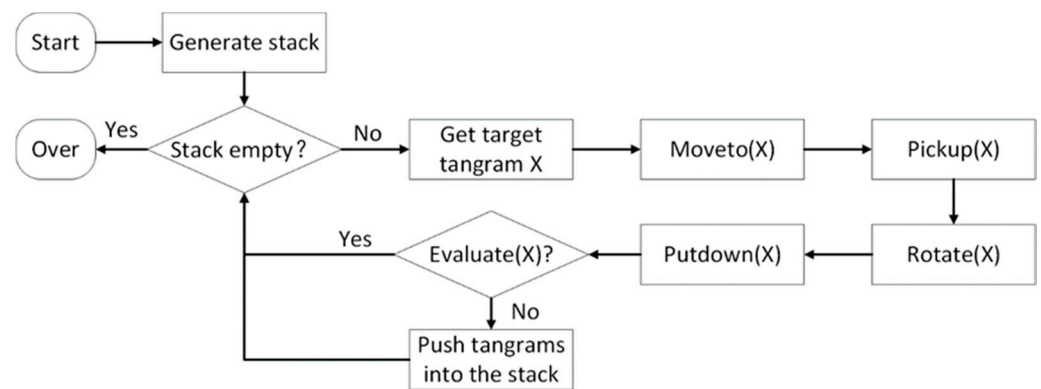 Start
Generate stack
Over
Yes
Stack empty?
No
Get target
tangram X
Moveto(X)
Pickup(X)
Yes
Evaluate(X)?
Putdown(X)
Rotate(X)
No
Push tangrams
into the stack